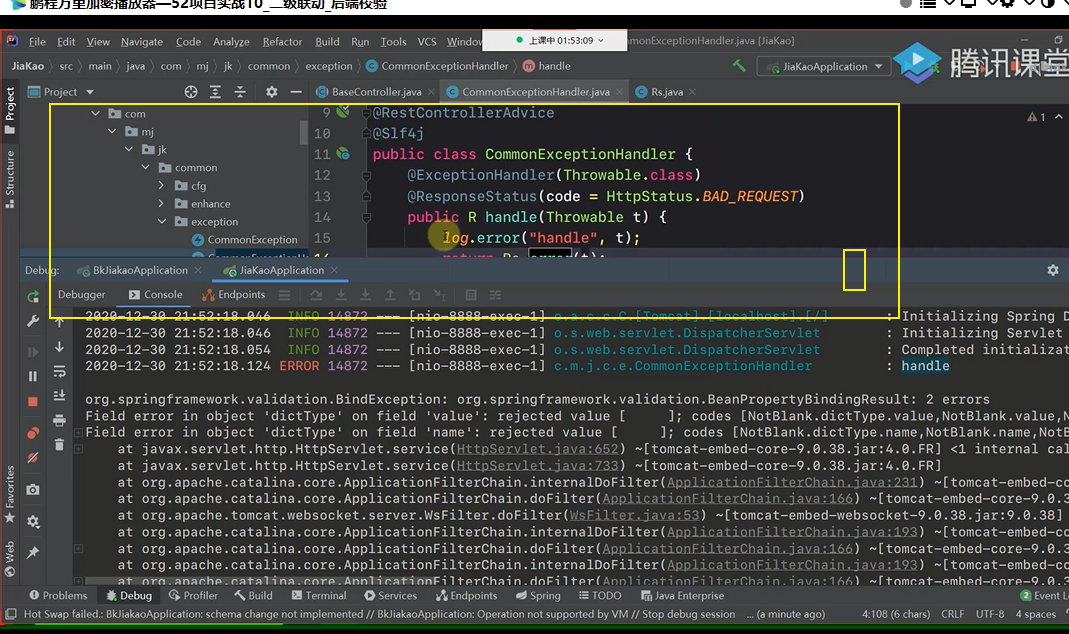 鹏程万里加密播放器—52项目实战10_二级联动_后端校验
File Edit View Navigate Code Analyze Refactor Build Run Tools VCS Window
上课中 01:53:09
monExceptionHandler.java [JiaKao]
JiaKao src main java com mj jk common exception CommonExceptionHandler handle
JiaKaoApplication
腾讯课堂
Project
Project
BaseController.java
CommonExceptionHandler.java
Rs.java
com
mj
jk
common
cfg
enhance
exception
CommonException
9 @RestControllerAdvice
10 @Slf4j
11 public class CommonExceptionHandler {
12 @ExceptionHandler(Throwable.class)
13 @ResponseStatus(code = HttpStatus.BAD_REQUEST)
14 public R handle(Throwable t) {
15 log.error("handle", t);
return Rs.error(t);
1
Structure
Debug: BkJiakaoApplication JiaKaoApplication
Debugger Console Endpoints
2020-12-30 21:52:18.046 INFO 14872 --- [nio-8888-exec-1] o.a.c.c.C.[Tomcat].[localhost].[/] : Initializing Spring D
2020-12-30 21:52:18.046 INFO 14872 --- [nio-8888-exec-1] o.s.web.servlet.DispatcherServlet : Initializing Servlet
2020-12-30 21:52:18.054 INFO 14872 --- [nio-8888-exec-1] o.s.web.servlet.DispatcherServlet : Completed initializat
2020-12-30 21:52:18.124 ERROR 14872 --- [nio-8888-exec-1] c.m.j.c.e.CommonExceptionHandler : handle
org.springframework.validation.BindException: org.springframework.validation.BeanPropertyBindingResult: 2 errors
Field error in object 'dictType' on field 'value': rejected value [ ]; codes [NotBlank.dictType.value,NotBlank.value,N
Field error in object 'dictType' on field 'name': rejected value [ ]; codes [NotBlank.dictType.name,NotBlank.name,NotB
at javax.servlet.http.HttpServlet.service(HttpServlet.java:652) ~[tomcat-embed-core-9.0.38.jar:4.0.FR] <1 internal cal
at javax.servlet.http.HttpServlet.service(HttpServlet.java:733) ~[tomcat-embed-core-9.0.38.jar:4.0.FR]
at org.apache.catalina.core.ApplicationFilterChain.internalDoFilter(ApplicationFilterChain.java:231) ~[tomcat-embed-co
at org.apache.catalina.core.ApplicationFilterChain.doFilter(ApplicationFilterChain.java:166) ~[tomcat-embed-core-9.0.3
at org.apache.tomcat.websocket.server.WsFilter.doFilter(WsFilter.java:53) ~[tomcat-embed-websocket-9.0.38.jar:9.0.38]
at org.apache.catalina.core.ApplicationFilterChain.internalDoFilter(ApplicationFilterChain.java:193) ~[tomcat-embed-co
at org.apache.catalina.core.ApplicationFilterChain.doFilter(ApplicationFilterChain.java:166) ~[tomcat-embed-core-9.0.3
at org.apache.catalina.core.ApplicationFilterChain.internalDoFilter(ApplicationFilterChain.java:193) ~[tomcat-embed-co
at org.apache.catalina.core.ApplicationFilterChain.doFilter(ApplicationFilterChain.java:166) ~[tomcat-embed-core-9.0.3
Favorites
Web
Problems Debug Profiler Build Terminal Services Endpoints Spring TODO Java Enterprise 2 Event L
Hot Swap failed: BkJiakaoApplication: schema change not implemented // BkJiakaoApplication: Operation not supported by VM // Stop debug session ... (a minute ago) 4:108 (6 chars) CRLF UTF-8 4 spaces